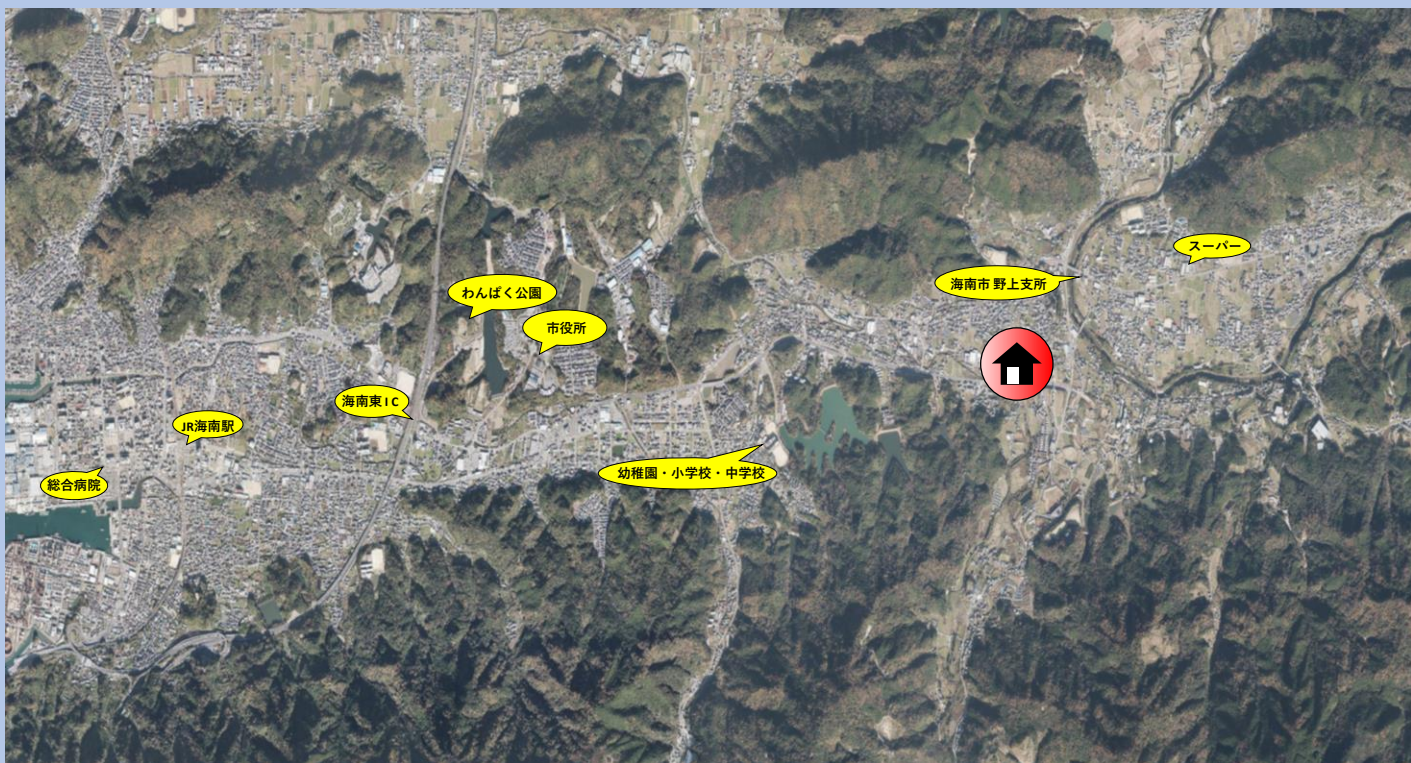 スーパー
海南市 野上支所
わんぱく公園
市役所
海南東IC
JR海南駅
幼稚園・小学校・中学校
総合病院